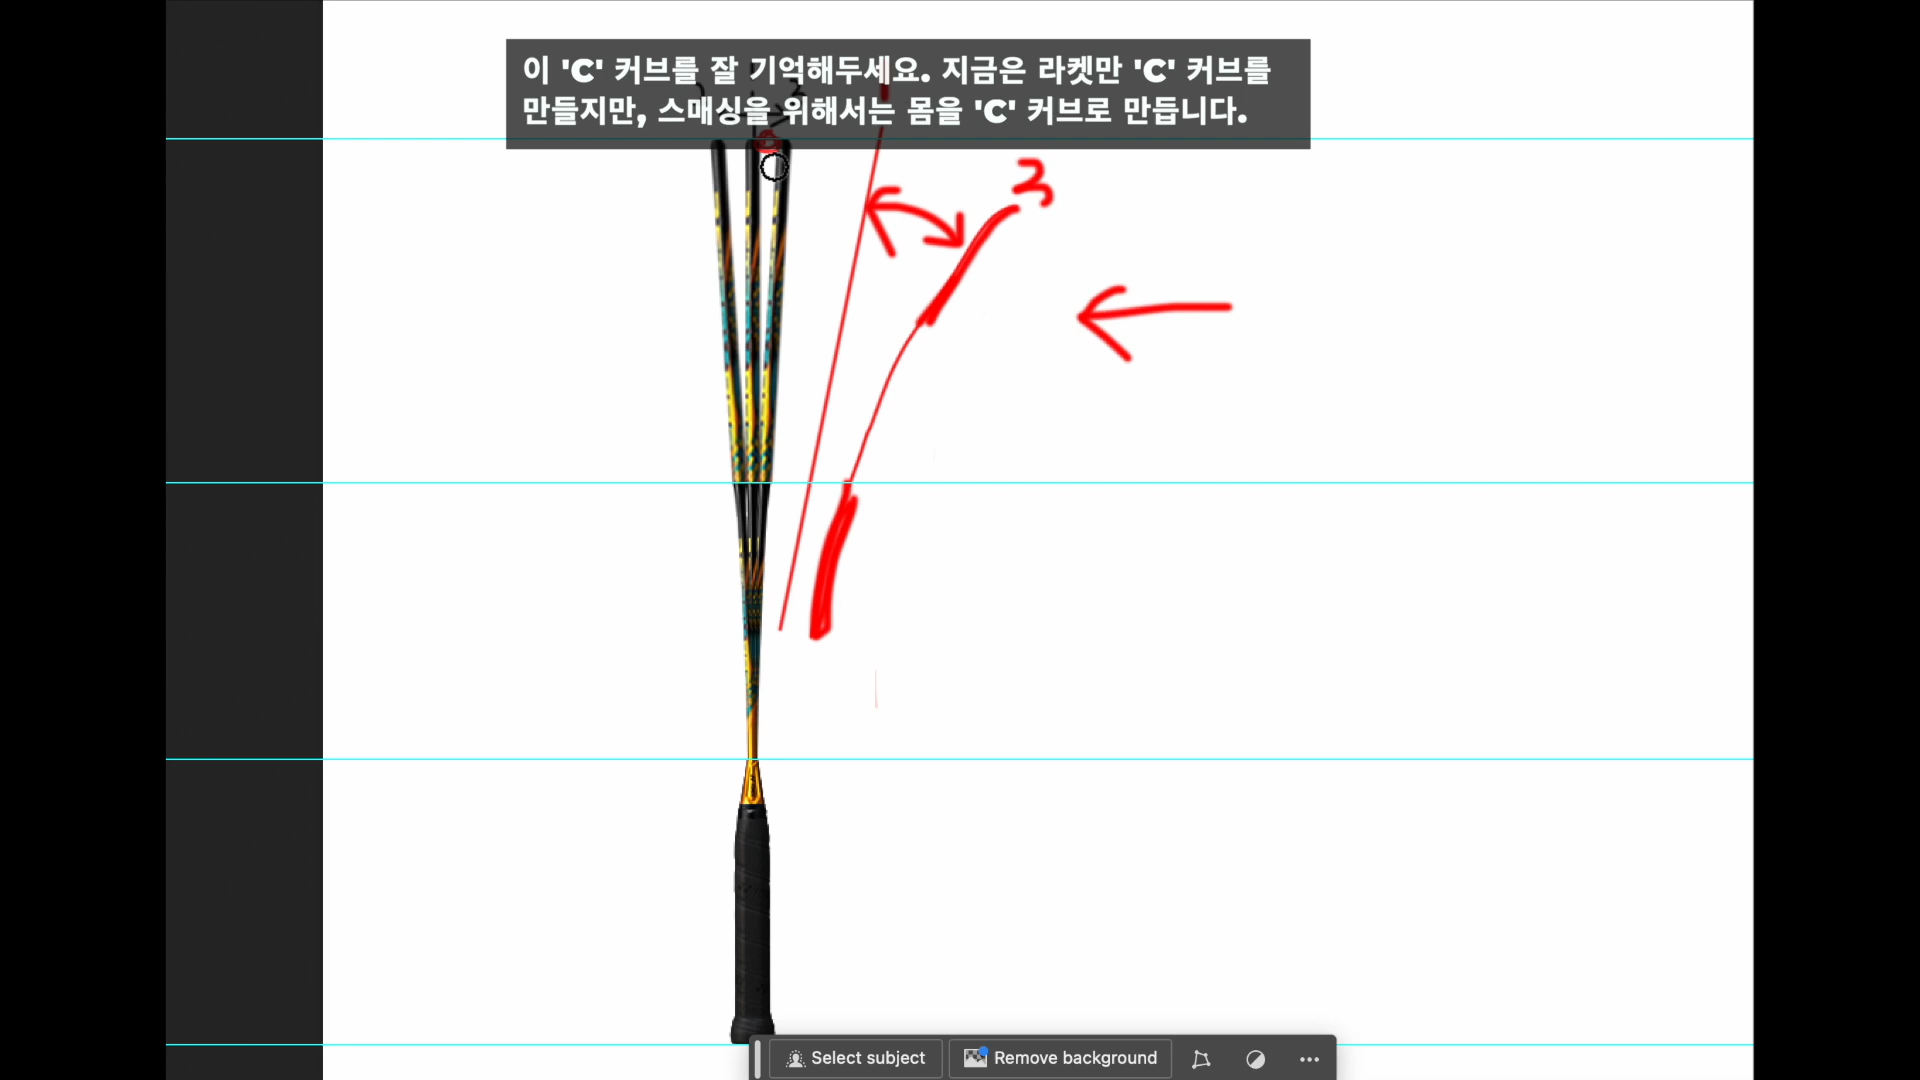 이 'C' 커브를 잘 기억해두세요. 지금은 라켓만 'C' 커브를
만들지만, 스매싱을 위해서는 몸을 'C' 커브로 만듭니다.
3
Select subject
Remove background